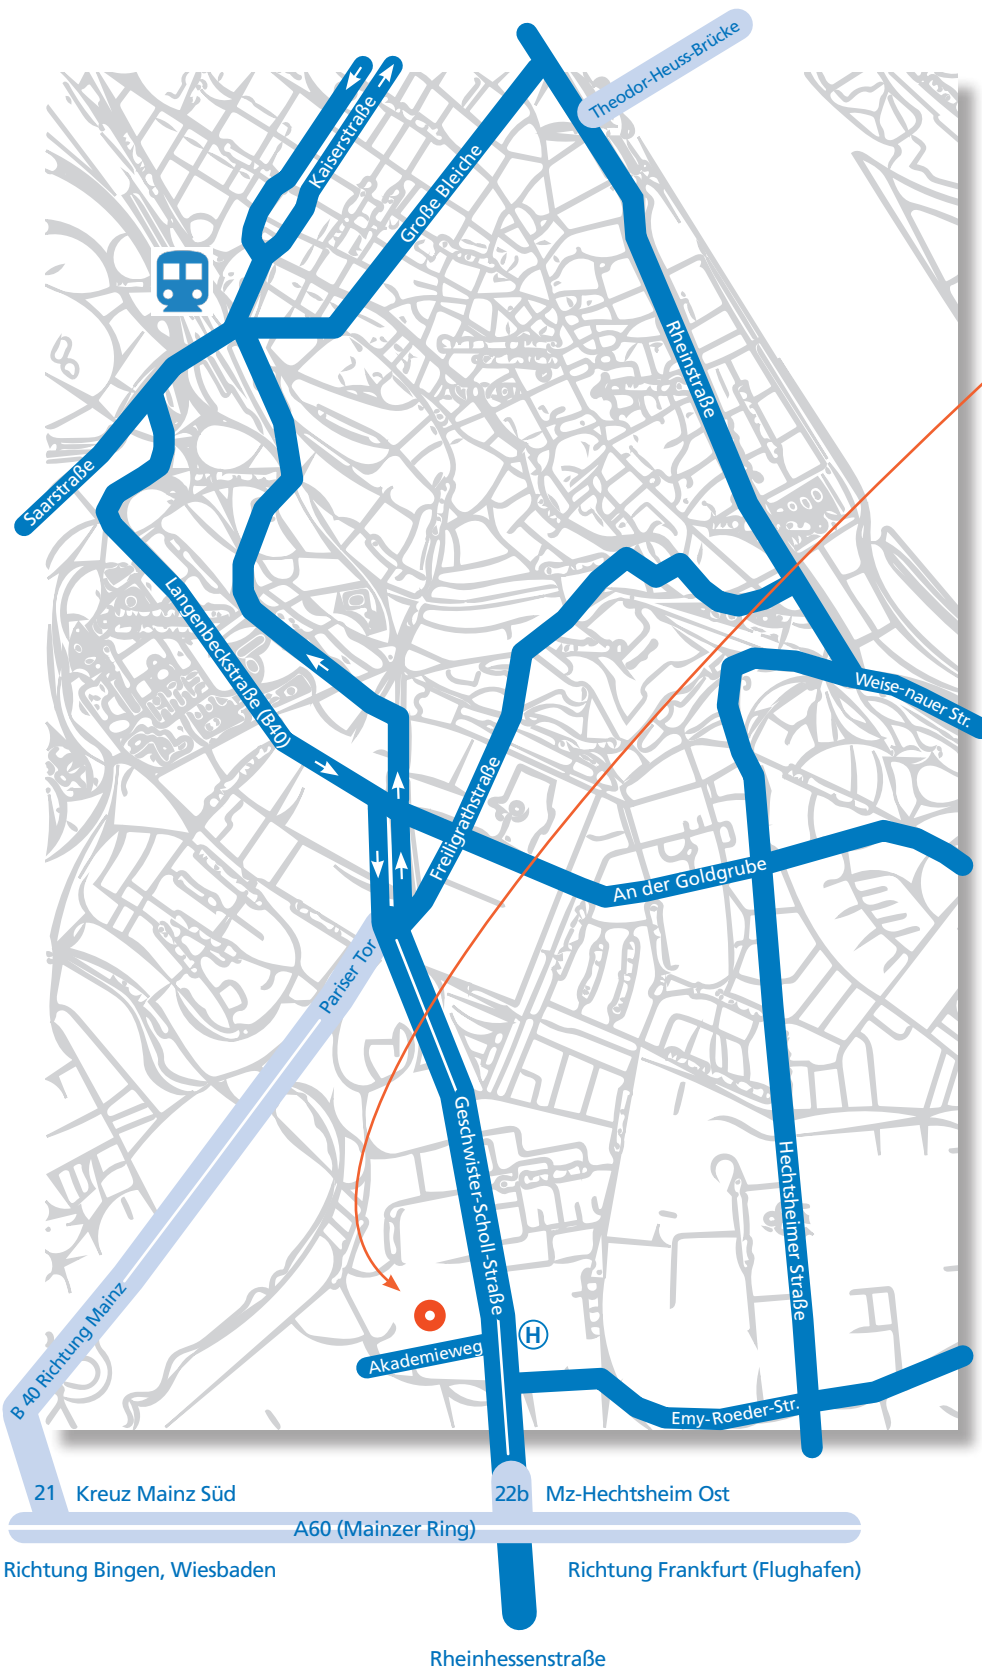 Theodor-Heuss-Brücke
Kaiserstraße
Große Bleiche
Rheinstraße
Saarstraße
Langenbeckstraße (B40)
Weise-nauer Str.
Freiligrathstraße
An der Goldgrube
Pariser Tor
Geschwister-Scholl-Straße
Hechtsheimer Straße
B 40 Richtung Mainz
H
Akademieweg
Emy-Roeder-Str.
21 Kreuz Mainz Süd
22b Mz-Hechtsheim Ost
A60 (Mainzer Ring)
Richtung Bingen, Wiesbaden
Richtung Frankfurt (Flughafen)
Rheinhessenstraße